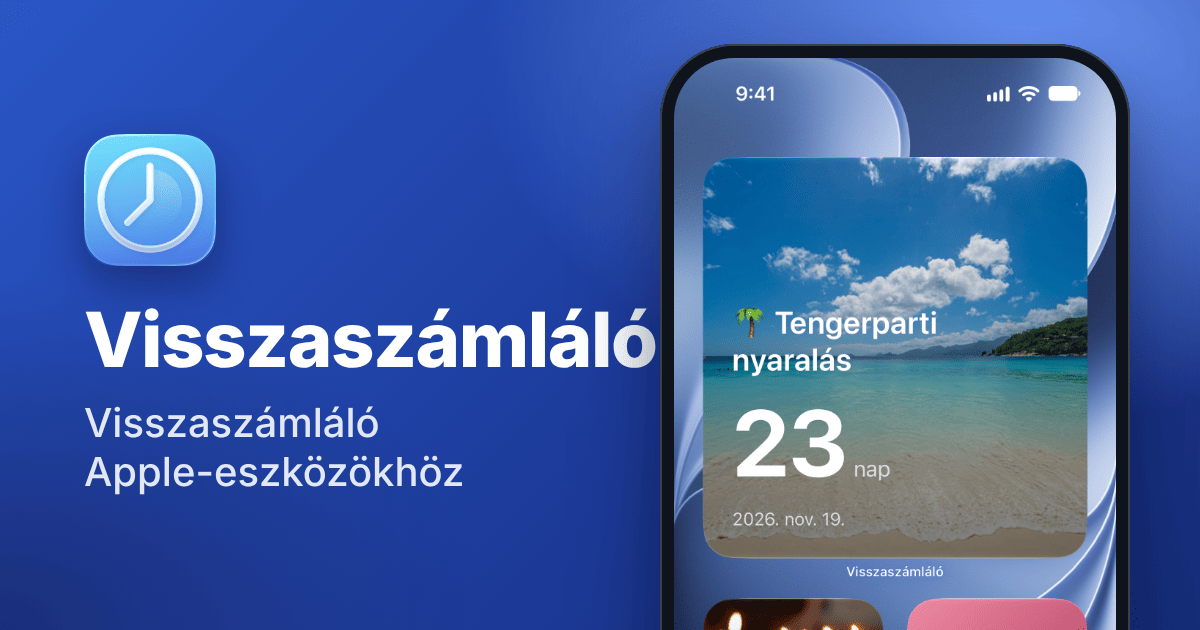 Visszaszámláló
Visszaszámláló
Apple-eszközökhöz
9:41
🌴 Tengerparti
nyaralás
23 nap
2026. nov. 19.
Visszaszámláló